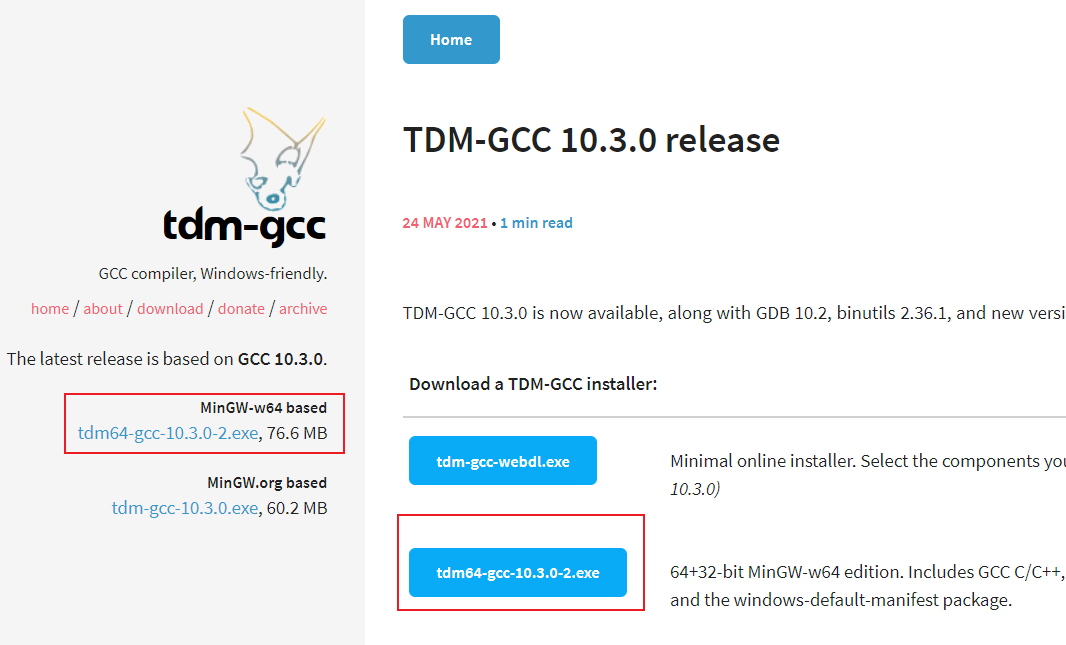 Home
tdm-gcc
GCC compiler, Windows-friendly.
home / about / download / donate / archive
The latest release is based on GCC 10.3.0.
MinGW-w64 based
tdm64-gcc-10.3.0-2.exe, 76.6 MB
MinGW.org based
tdm-gcc-10.3.0.exe, 60.2 MB
TDM-GCC 10.3.0 release
24 MAY 2021 • 1 min read
TDM-GCC 10.3.0 is now available, along with GDB 10.2, binutils 2.36.1, and new versi
Download a TDM-GCC installer:
tdm-gcc-webdl.exe
Minimal online installer. Select the components you
10.3.0)
tdm64-gcc-10.3.0-2.exe
64+32-bit MinGW-w64 edition. Includes GCC C/C++,
and the windows-default-manifest package.